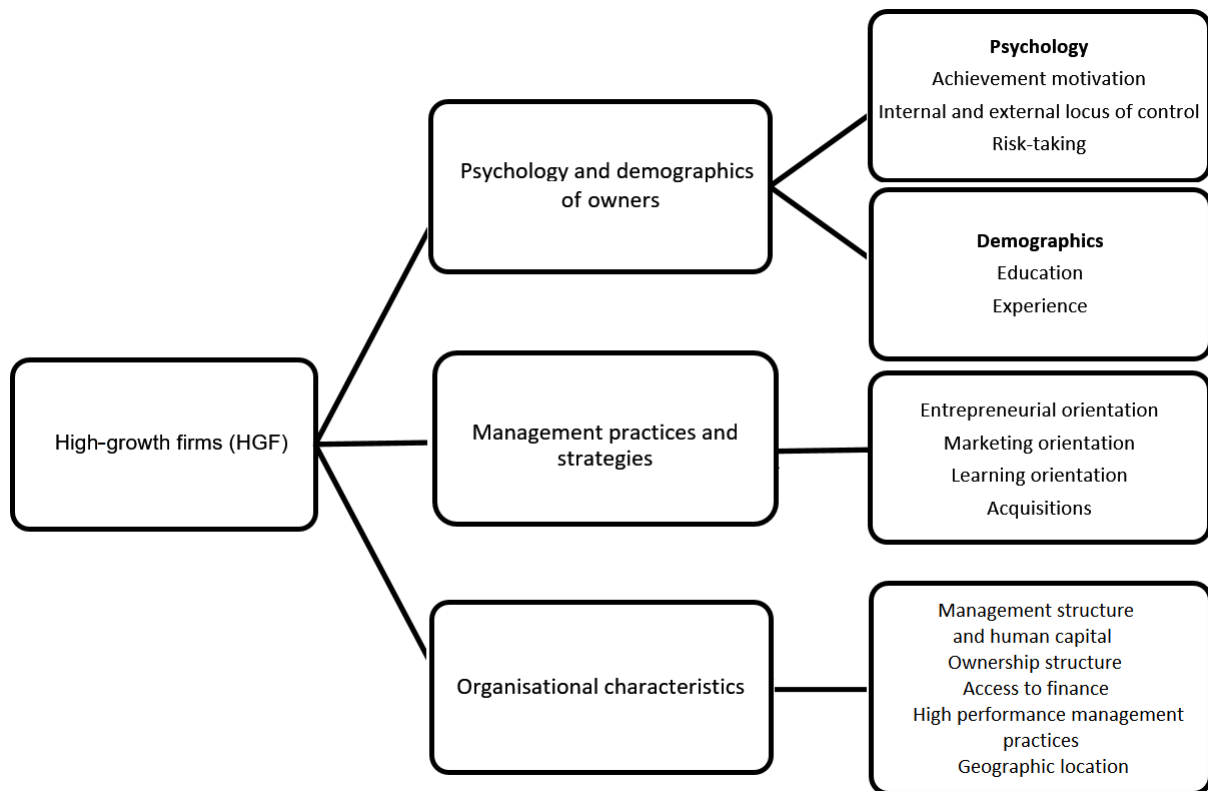 High-growth firms (HGF)
Psychology and demographics
of owners
Psychology
Achievement motivation
Internal and external locus of control
Risk-taking
Demographics
Education
Experience
Management practices and
strategies
Entrepreneurial orientation
Marketing orientation
Learning orientation
Acquisitions
Organisational characteristics
Management structure
and human capital
Ownership structure
Access to finance
High performance management
practices
Geographic location